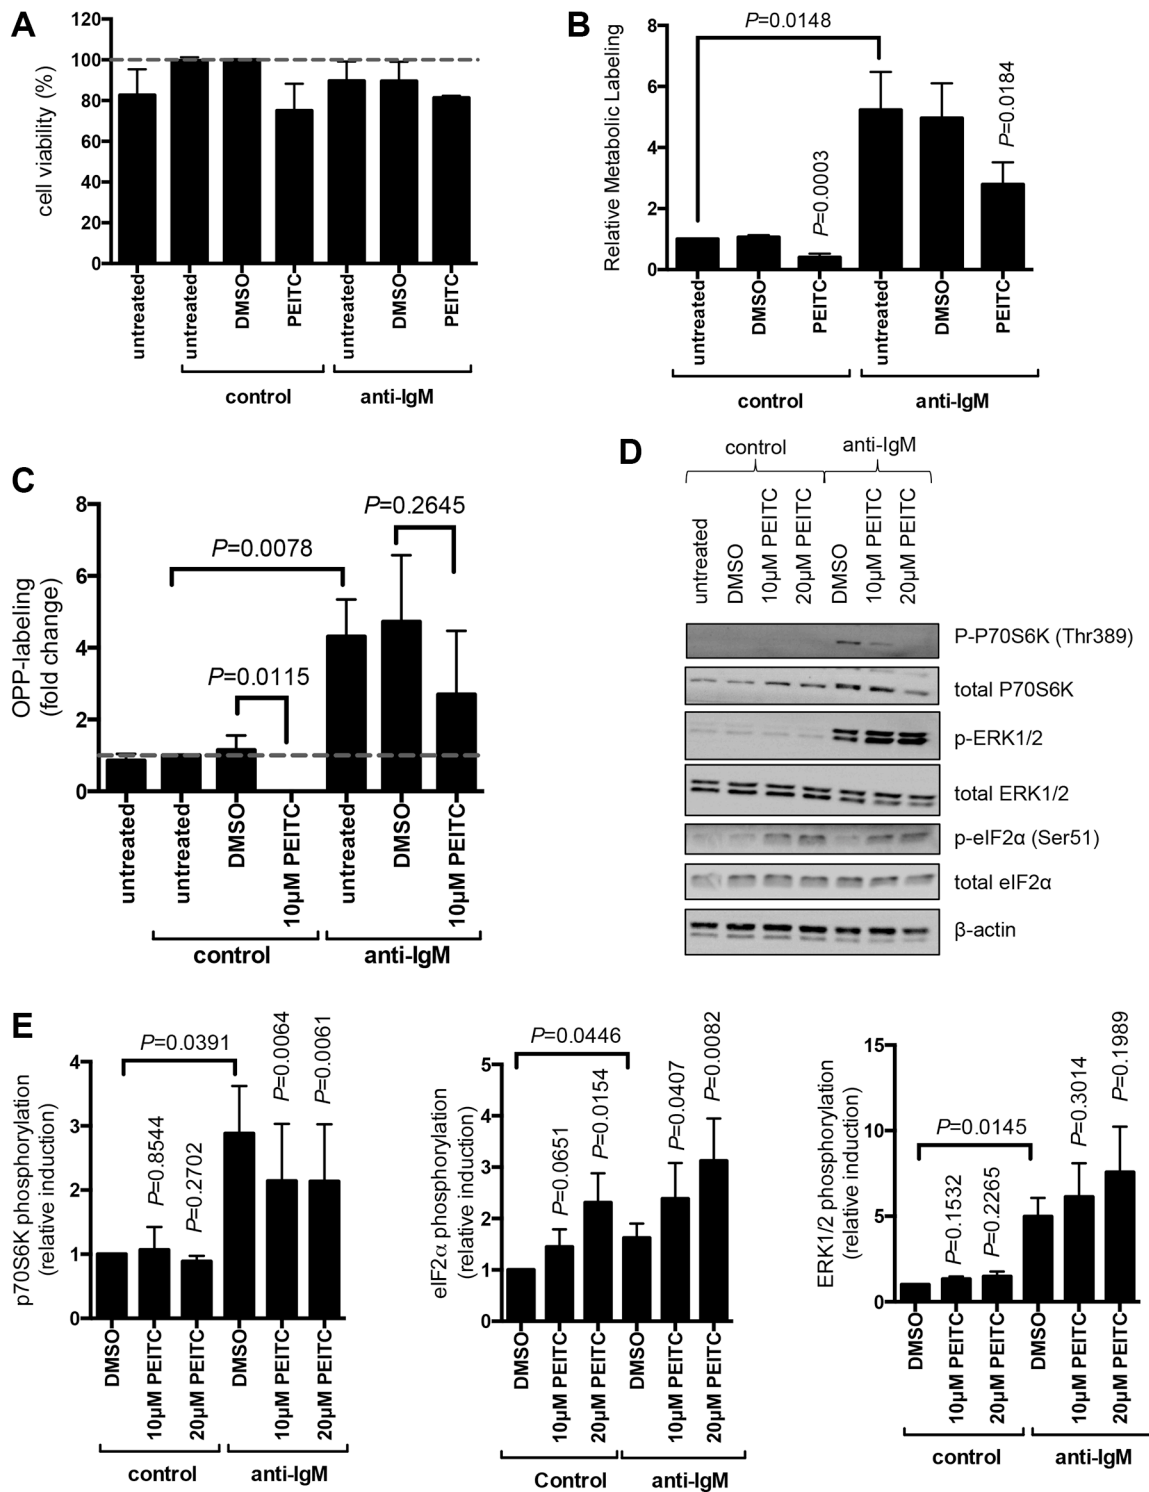 A
cell viability (%)
120
100
80
60
40
20
0
untreated
untreated
DMSO
PEITC
untreated
DMSO
PEITC
control
anti-IgM
B
Relative Metabolic Labeling
8
6
4
2
0
P=0.0148
P=0.0003
P=0.0184
untreated
DMSO
PEITC
untreated
DMSO
PEITC
control
anti-IgM
C
OPP-labeling
(fold change)
8
6
4
2
0
P=0.0078
P=0.0115
P=0.2645
untreated
untreated
DMSO
10µM PEITC
untreated
DMSO
10µM PEITC
control
anti-IgM
D
control
anti-IgM
untreated
DMSO
10µM PEITC
20µM PEITC
DMSO
10µM PEITC
20µM PEITC
P-P70S6K (Thr389)
total P70S6K
p-ERK1/2
total ERK1/2
p-eIF2α (Ser51)
total eIF2α
β-actin
E
p70S6K phosphorylation
(relative induction)
4
3
2
1
0
P=0.0391
P=0.8544
P=0.2702
P=0.0064
P=0.0061
DMSO
10µM PEITC
20µM PEITC
DMSO
10µM PEITC
20µM PEITC
control
anti-IgM
eIF2α phosphorylation
(relative induction)
5
4
3
2
1
0
P=0.0446
P=0.0651
P=0.0154
P=0.0407
P=0.0082
DMSO
10µM PEITC
20µM PEITC
DMSO
10µM PEITC
20µM PEITC
Control
anti-IgM
ERK1/2 phosphorylation
(relative induction)
15
10
5
0
P=0.0145
P=0.1532
P=0.2265
P=0.3014
P=0.1989
DMSO
10µM PEITC
20µM PEITC
DMSO
10µM PEITC
20µM PEITC
control
anti-IgM